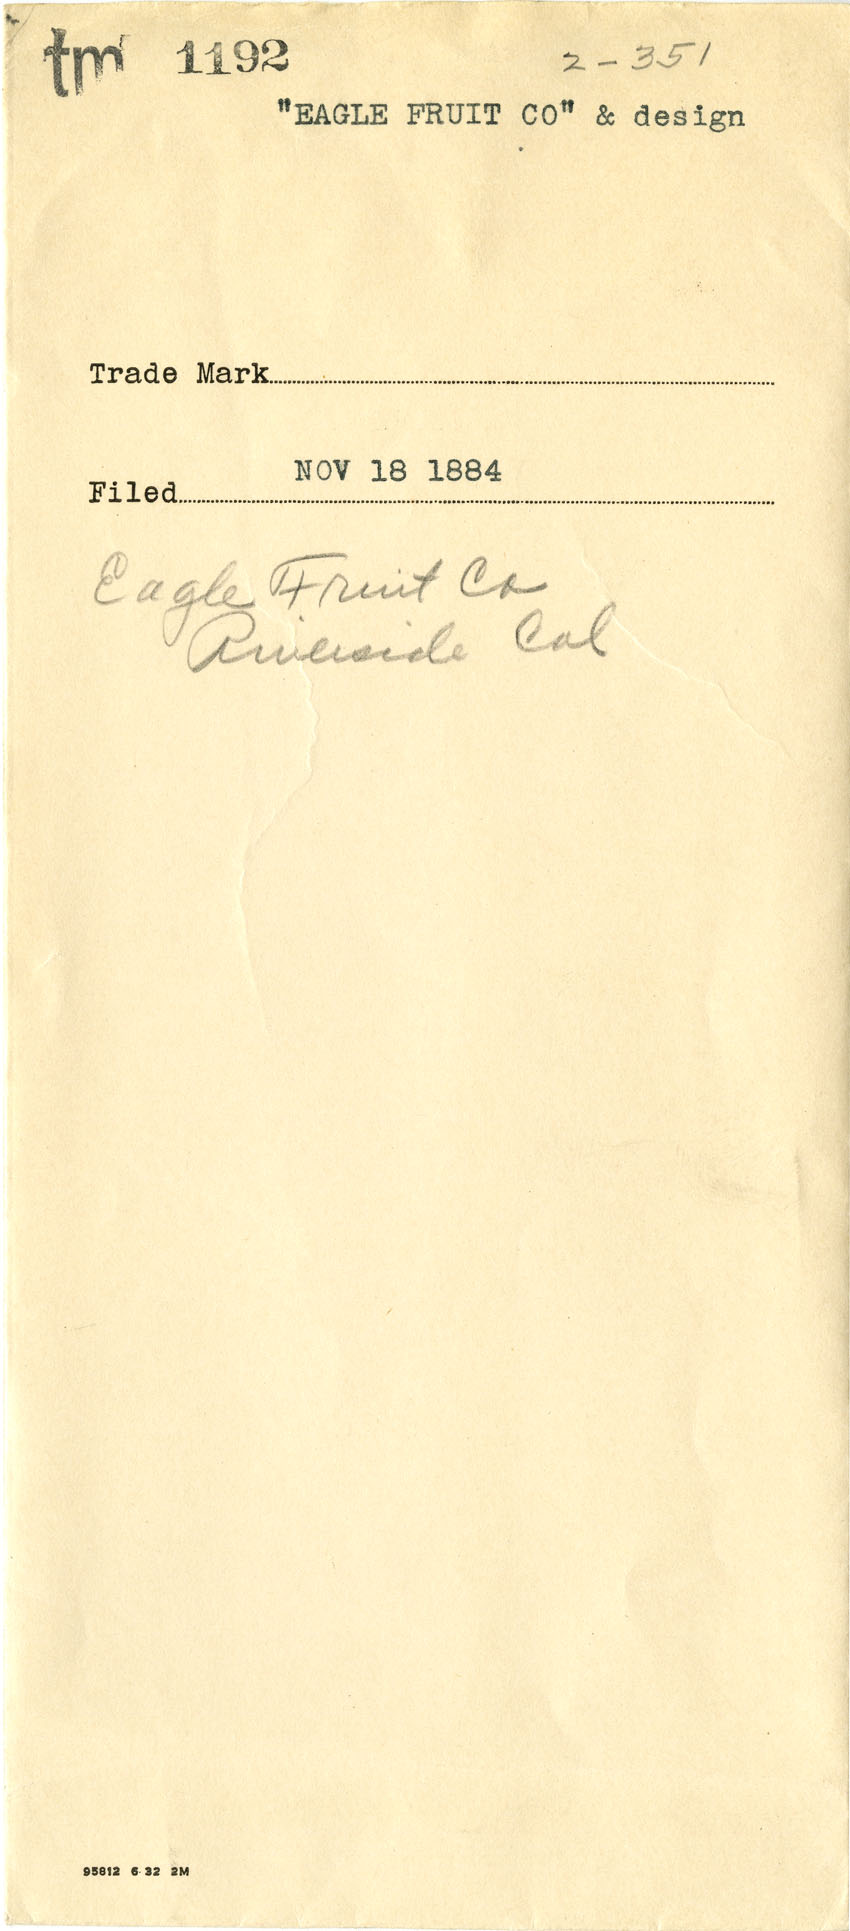 tm 1192 2-351
"EAGLE FRUIT CO" & design
Trade Mark
NOV 18 1884
Filed
Eagle Fruit Co
Riverside Cal
95812 6 32 2M